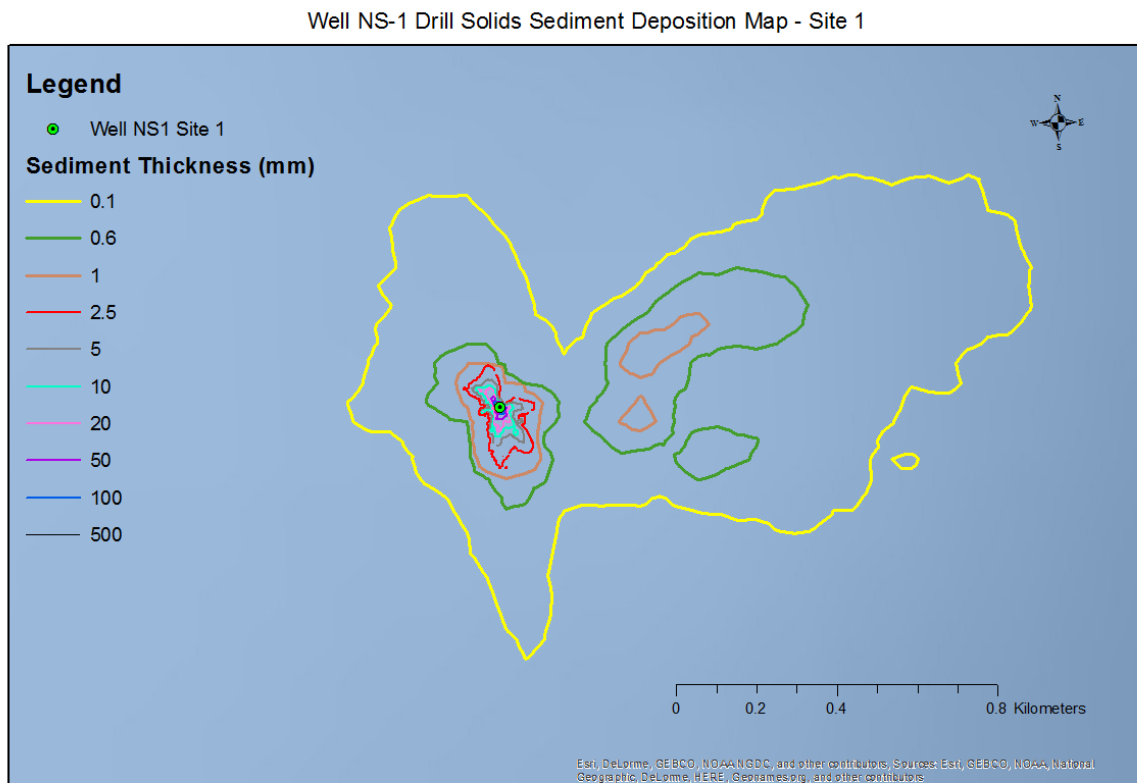 Well NS-1 Drill Solids Sediment Deposition Map - Site 1
Legend
Well NS1 Site 1
Sediment Thickness (mm)
0.1
0.6
1
2.5
5
10
20
50
100
500
N
W E
S
0 0.2 0.4 0.8 Kilometers
Esri, DeLorme, GEBCO, NOAA NGDC, and other contributors, Sources: Esri, GEBCO, NOAA, National
Geographic, DeLorme, HERE, Geonames.org, and other contributors